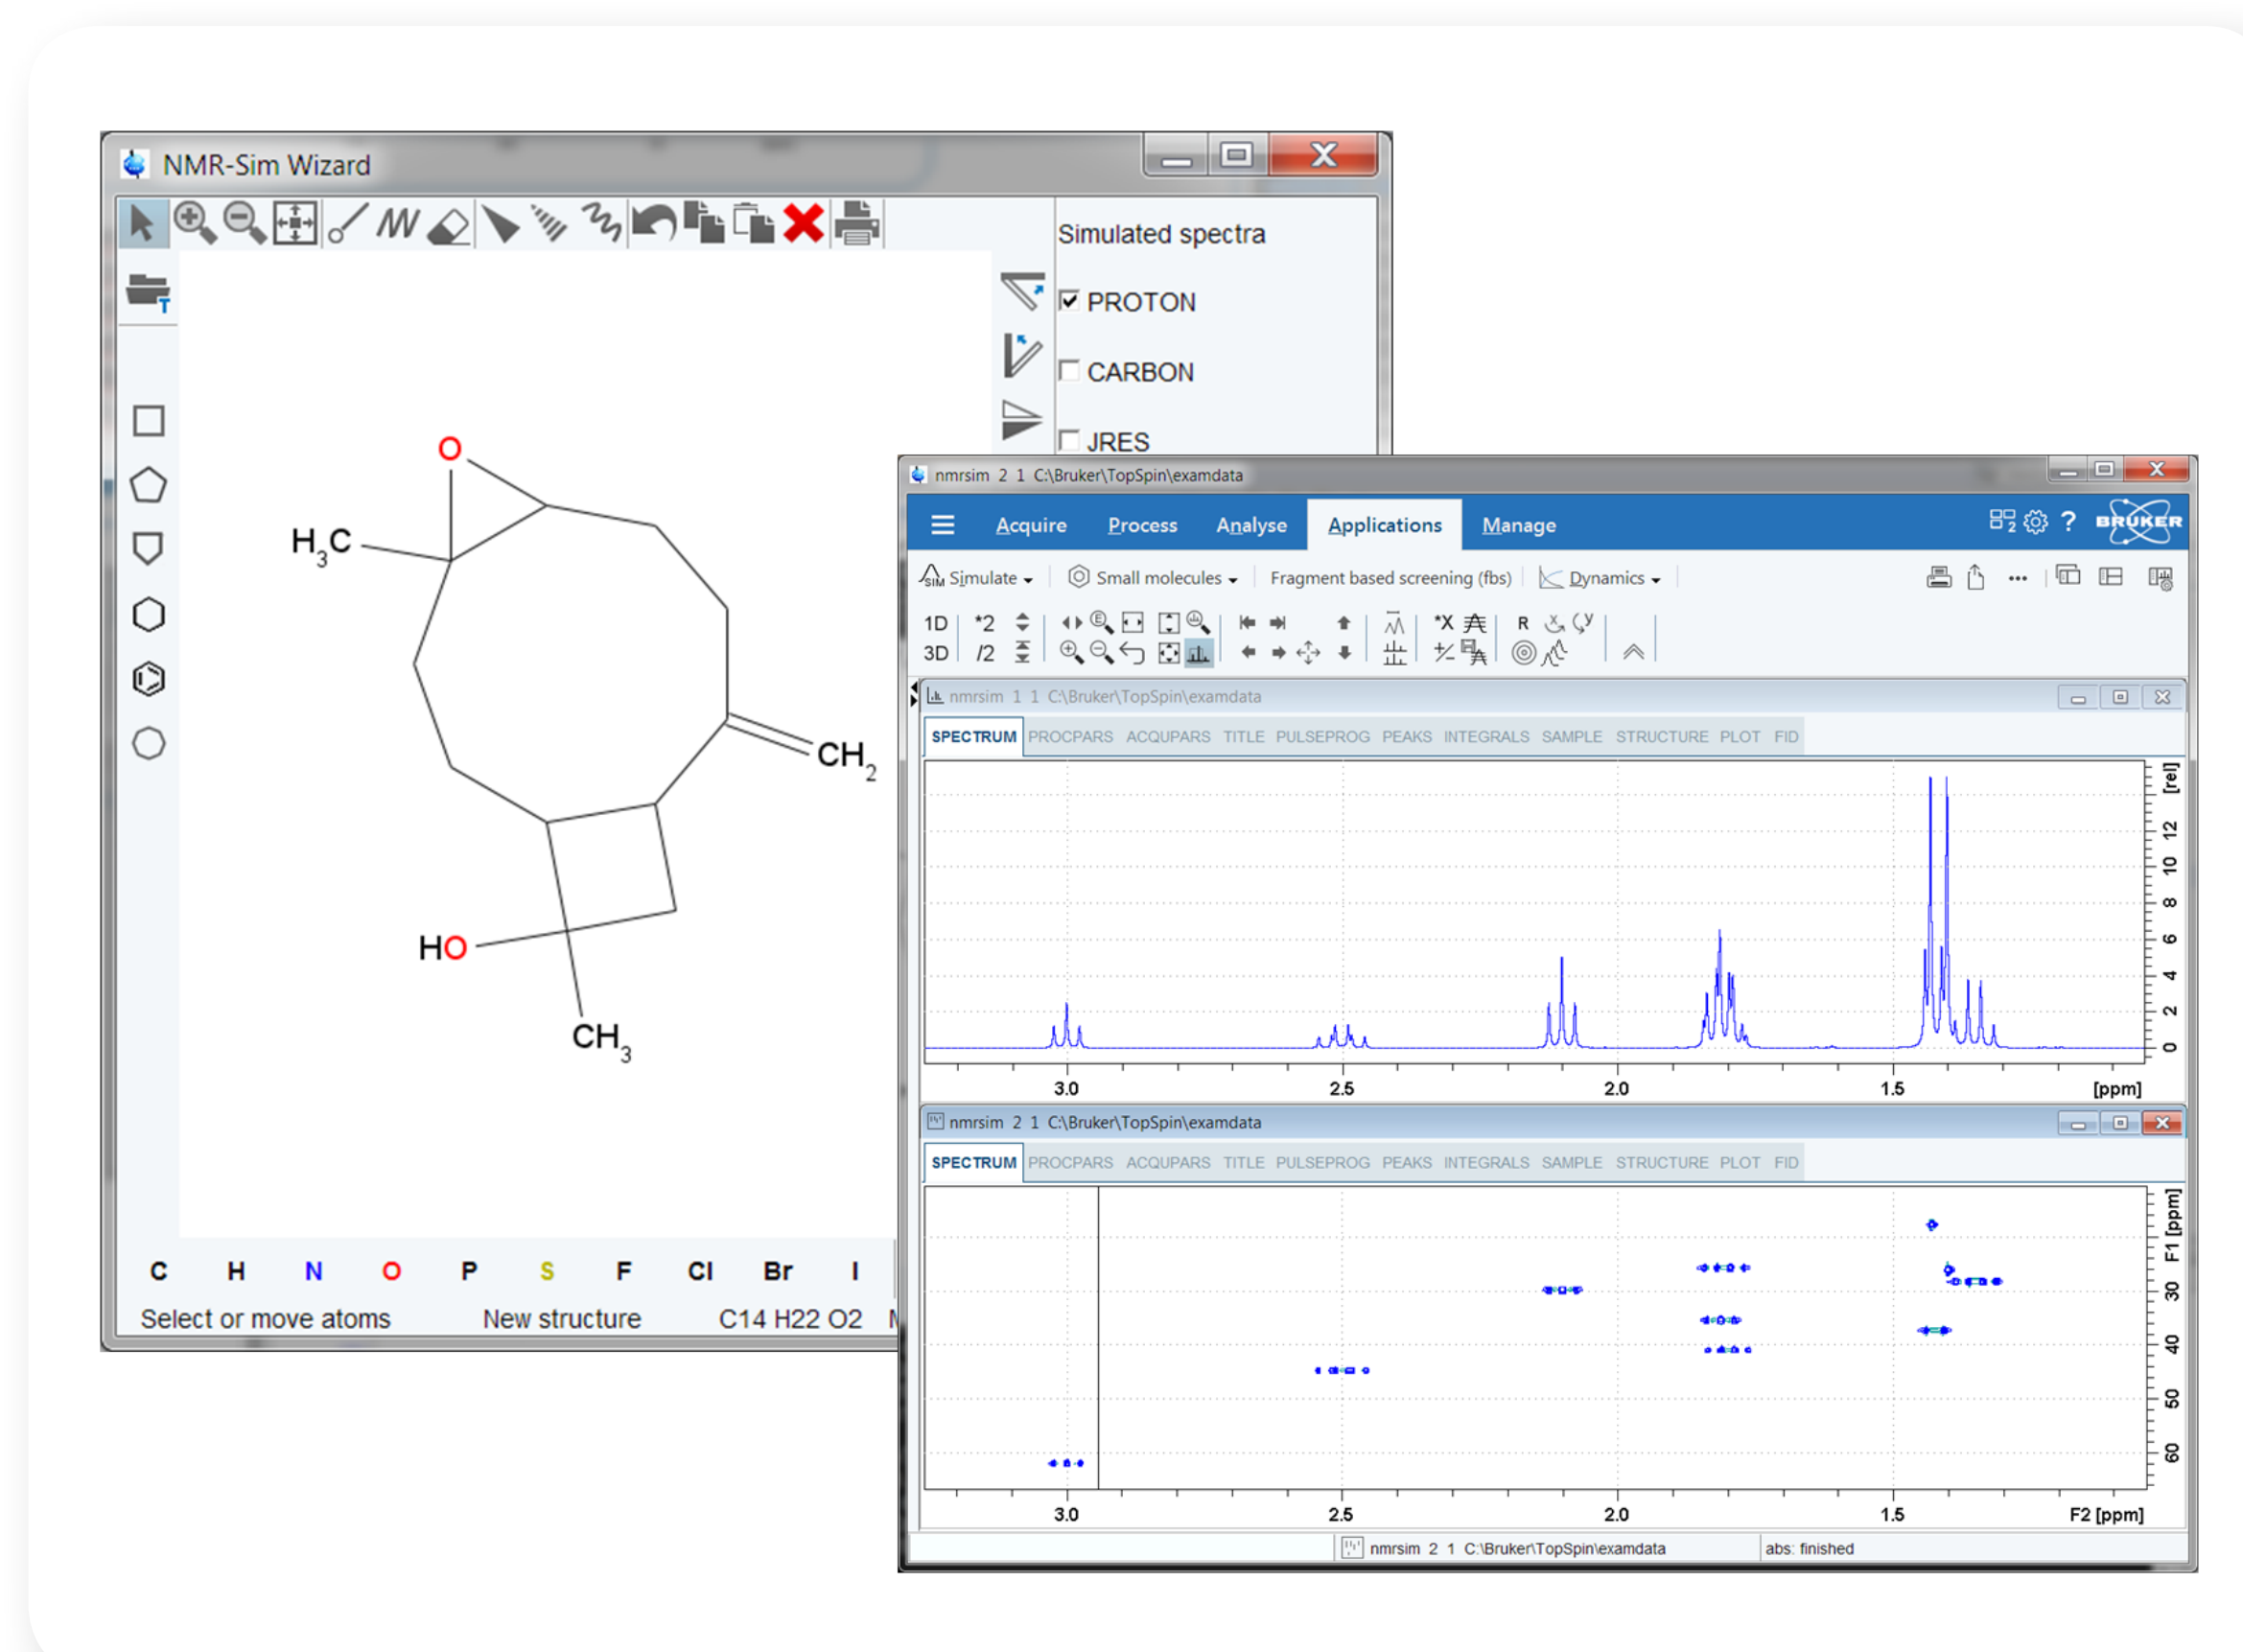 NMR-Sim Wizard
T
Simulated spectra
PROTON
CARBON
JRES
O
H3C
CH2
HO
CH3
C H N O P S F Cl Br I
Select or move atoms New structure C14 H22 O2
nmrsim 2 1 C:\Bruker\TopSpin\examdata
Acquire Process Analyse Applications Manage 2 ? BRUKER
SIM Simulate Small molecules Fragment based screening (fbs) Dynamics ...
1D *2 E *X R x y
3D /2 +/-
nmrsim 1 1 C:\Bruker\TopSpin\examdata
SPECTRUM PROCPARS ACQUPARS TITLE PULSEPROG PEAKS INTEGRALS SAMPLE STRUCTURE PLOT FID
[rel]
12
10
8
6
4
2
0
3.0 2.5 2.0 1.5 [ppm]
nmrsim 2 1 C:\Bruker\TopSpin\examdata
SPECTRUM PROCPARS ACQUPARS TITLE PULSEPROG PEAKS INTEGRALS SAMPLE STRUCTURE PLOT FID
F1 [ppm]
30
40
50
60
3.0 2.5 2.0 1.5 F2 [ppm]
nmrsim 2 1 C:\Bruker\TopSpin\examdata abs: finished